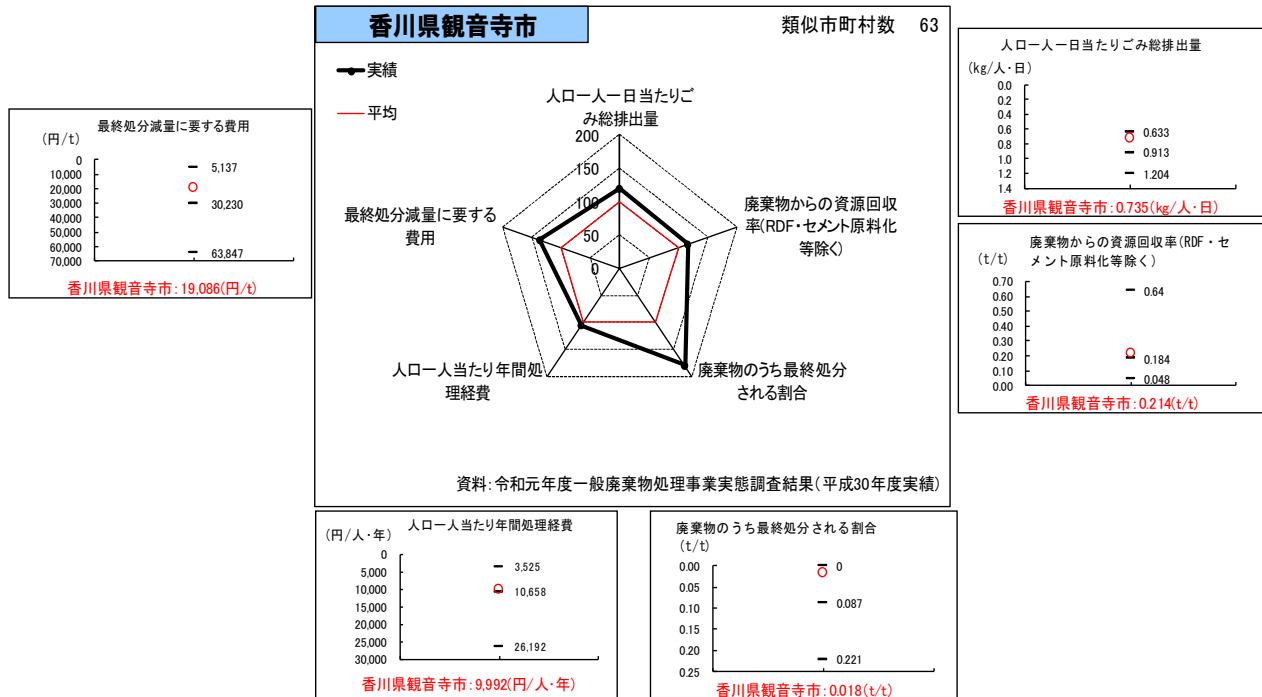 香川県観音寺市
類似市町村数 63
実績
平均
人口一人一日当たりご
み総排出量
200
150
100
50
0
廃棄物からの資源回収
率(RDF・セメント原料化
等除く)
最終処分減量に要する
費用
人口一人当たり年間処
理経費
廃棄物のうち最終処分
される割合
資料:令和元年度一般廃棄物処理事業実態調査結果(平成30年度実績)
最終処分減量に要する費用
(円/t)
0
10,000
20,000
30,000
40,000
50,000
60,000
70,000
5,137
30,230
63,847
香川県観音寺市:19,086(円/t)
人口一人一日当たりごみ総排出量
(kg/人・日)
0.0
0.2
0.4
0.6
0.8
1.0
1.2
1.4
0.633
0.913
1.204
香川県観音寺市:0.735(kg/人・日)
廃棄物からの資源回収率(RDF・セ
メント原料化等除く)
(t/t)
0.70
0.60
0.50
0.40
0.30
0.20
0.10
0.00
0.64
0.184
0.048
香川県観音寺市:0.214(t/t)
人口一人当たり年間処理経費
(円/人・年)
0
5,000
10,000
15,000
20,000
25,000
30,000
3,525
10,658
26,192
香川県観音寺市:9,992(円/人・年)
廃棄物のうち最終処分される割合
(t/t)
0.00
0.05
0.10
0.15
0.20
0.25
0
0.087
0.221
香川県観音寺市:0.018(t/t)